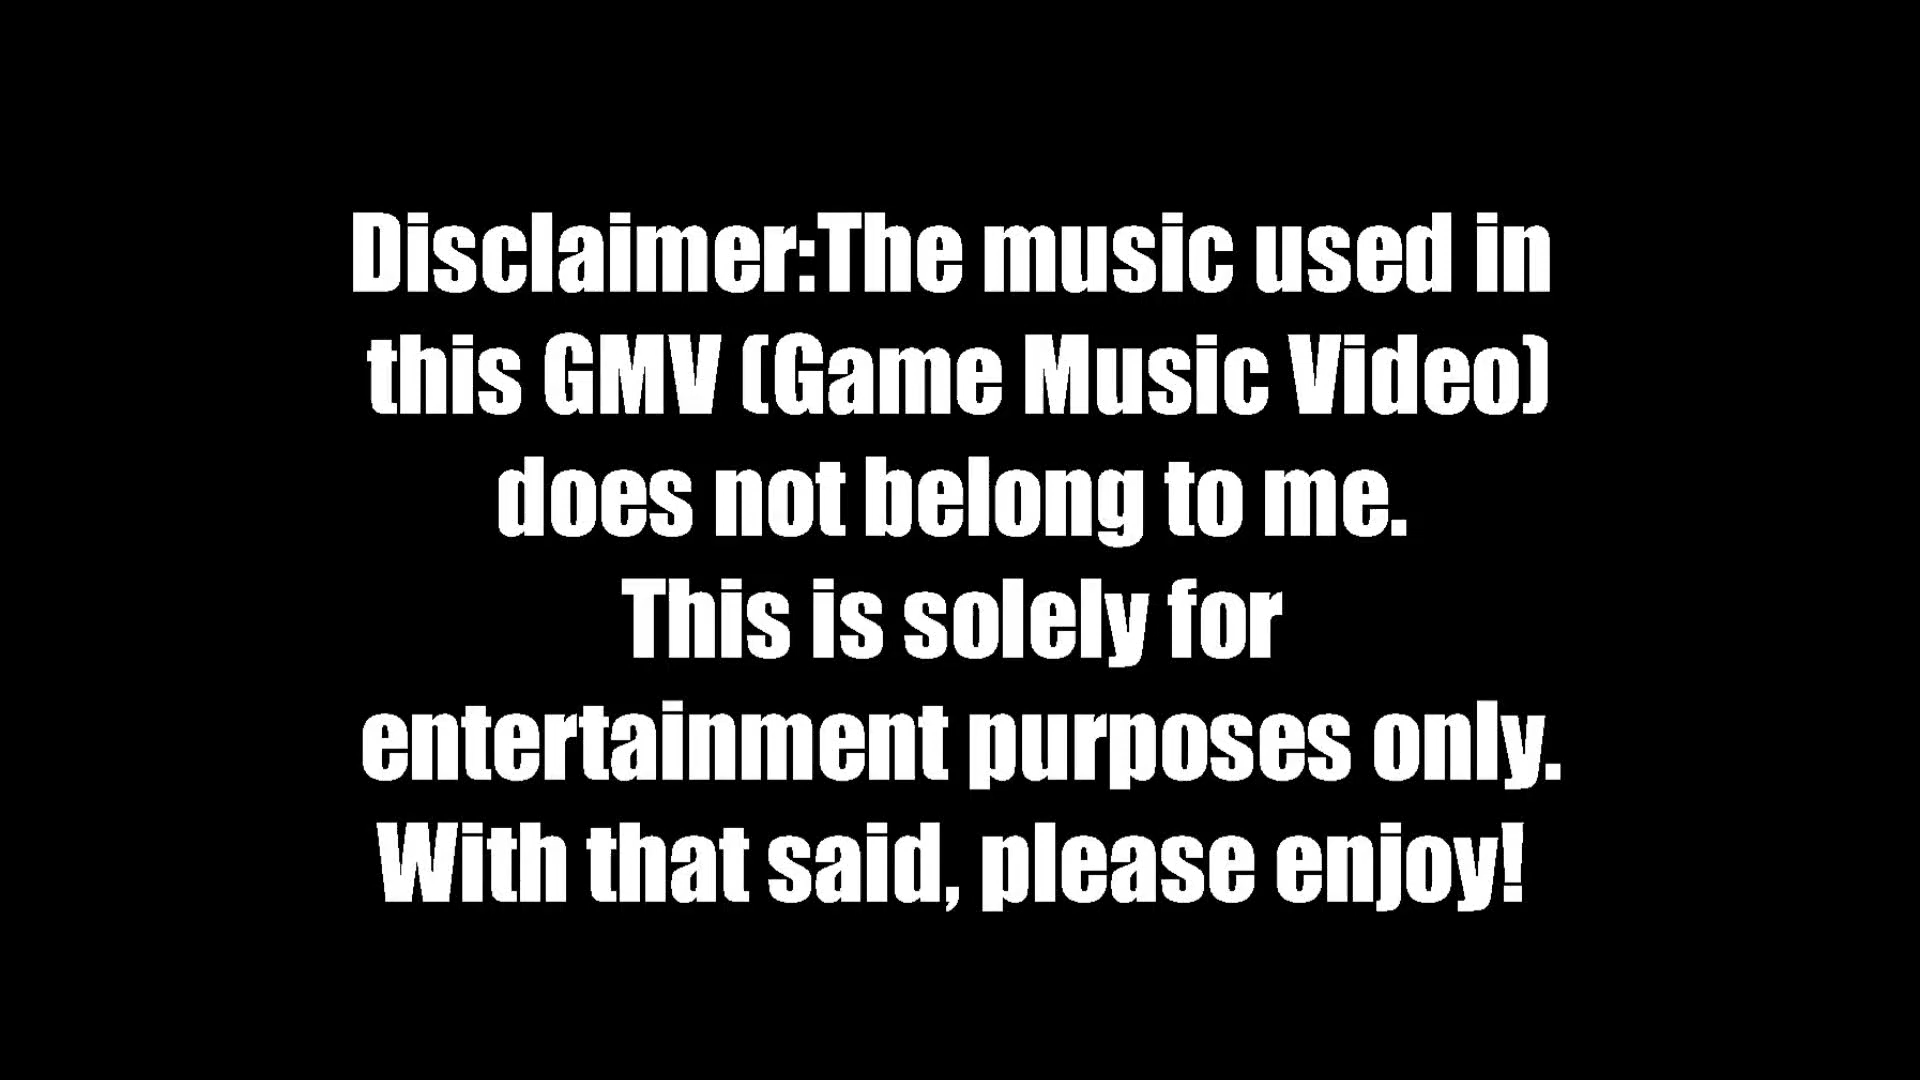 Disclaimer:The music used in
this GMV (Game Music Video)
does not belong to me.
This is solely for
entertainment purposes only.
With that said, please enjoy!